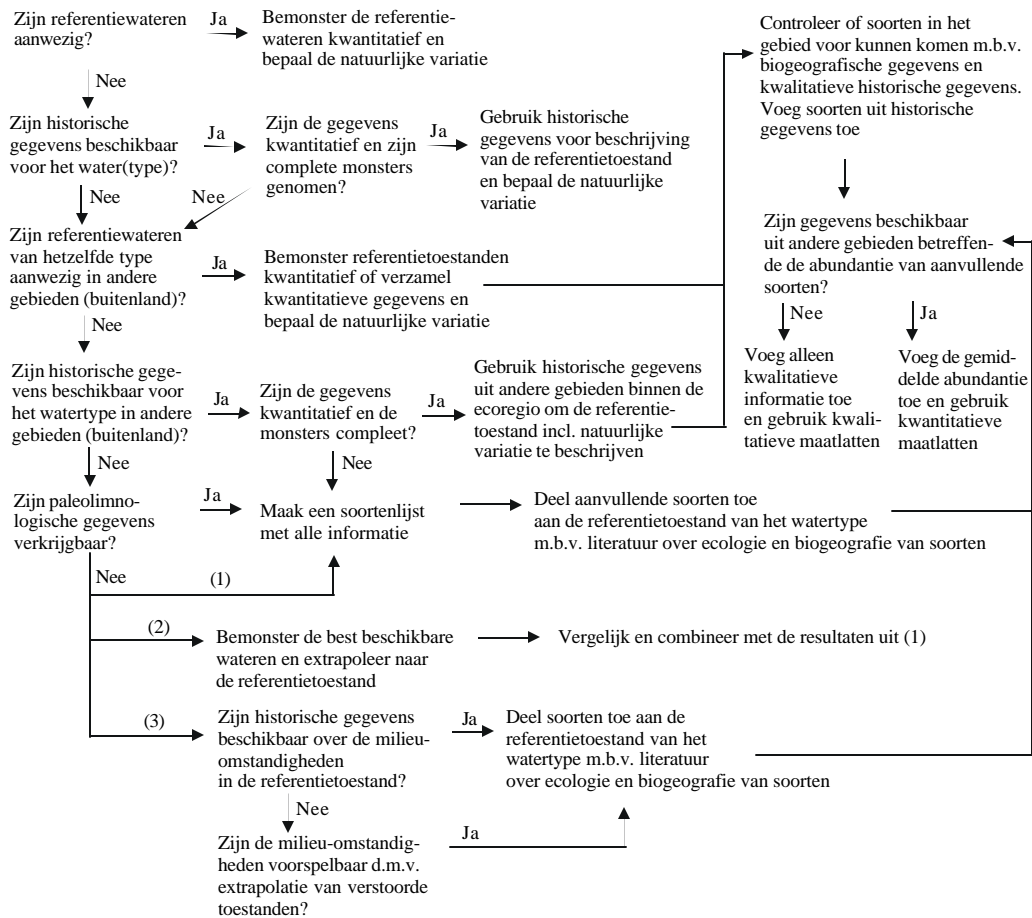 Zijn referentiewateren
aanwezig?
Ja
Bemonster de referentie-
wateren kwantitatief en
bepaal de natuurlijke variatie
Nee
Zijn historische
gegevens beschikbaar
voor het water(type)?
Ja
Zijn de gegevens
kwantitatief en zijn
complete monsters
genomen?
Ja
Gebruik historische
gegevens voor beschrijving
van de referentietoestand
en bepaal de natuurlijke
variatie
Nee
Nee
Zijn referentiewateren
van hetzelfde type
aanwezig in andere
gebieden (buitenland)?
Ja
Bemonster referentietoestanden
kwantitatief of verzamel
kwantitatieve gegevens en
bepaal de natuurlijke variatie
Nee
Zijn historische gege-
vens beschikbaar voor
het watertype in andere
gebieden (buitenland)?
Ja
Zijn de gegevens
kwantitatief en de
monsters compleet?
Ja
Gebruik historische gegevens
uit andere gebieden binnen de
ecoregio om de referentie-
toestand incl. natuurlijke
variatie te beschrijven
Nee
Nee
Zijn paleolimno-
logische gegevens
verkrijgbaar?
Ja
Maak een soortenlijst
met alle informatie
Deel aanvullende soorten toe
aan de referentietoestand van het watertype
m.b.v. literatuur over ecologie en biogeografie van soorten
Nee
(1)
(2)
Bemonster de best beschikbare
wateren en extrapoleer naar
de referentietoestand
Vergelijk en combineer met de resultaten uit (1)
(3)
Zijn historische gegevens
beschikbaar over de milieu-
omstandigheden
in de referentietoestand?
Ja
Deel soorten toe aan de
referentietoestand van het
watertype m.b.v. literatuur
over ecologie en biogeografie van soorten
Nee
Zijn de milieu-omstandig-
heden voorspelbaar d.m.v.
extrapolatie van verstoorde
toestanden?
Ja
Controleer of soorten in het
gebied voor kunnen komen m.b.v.
biogeografische gegevens en
kwalitatieve historische gegevens.
Voeg soorten uit historische
gegevens toe
Zijn gegevens beschikbaar
uit andere gebieden betreffen-
de de abundantie van aanvullende
soorten?
Nee
Ja
Voeg alleen
kwalitatieve
informatie toe
en gebruik kwali-
tatieve maatlatten
Voeg de gemid-
delde abundantie
toe en gebruik
kwantitatieve
maatlatten